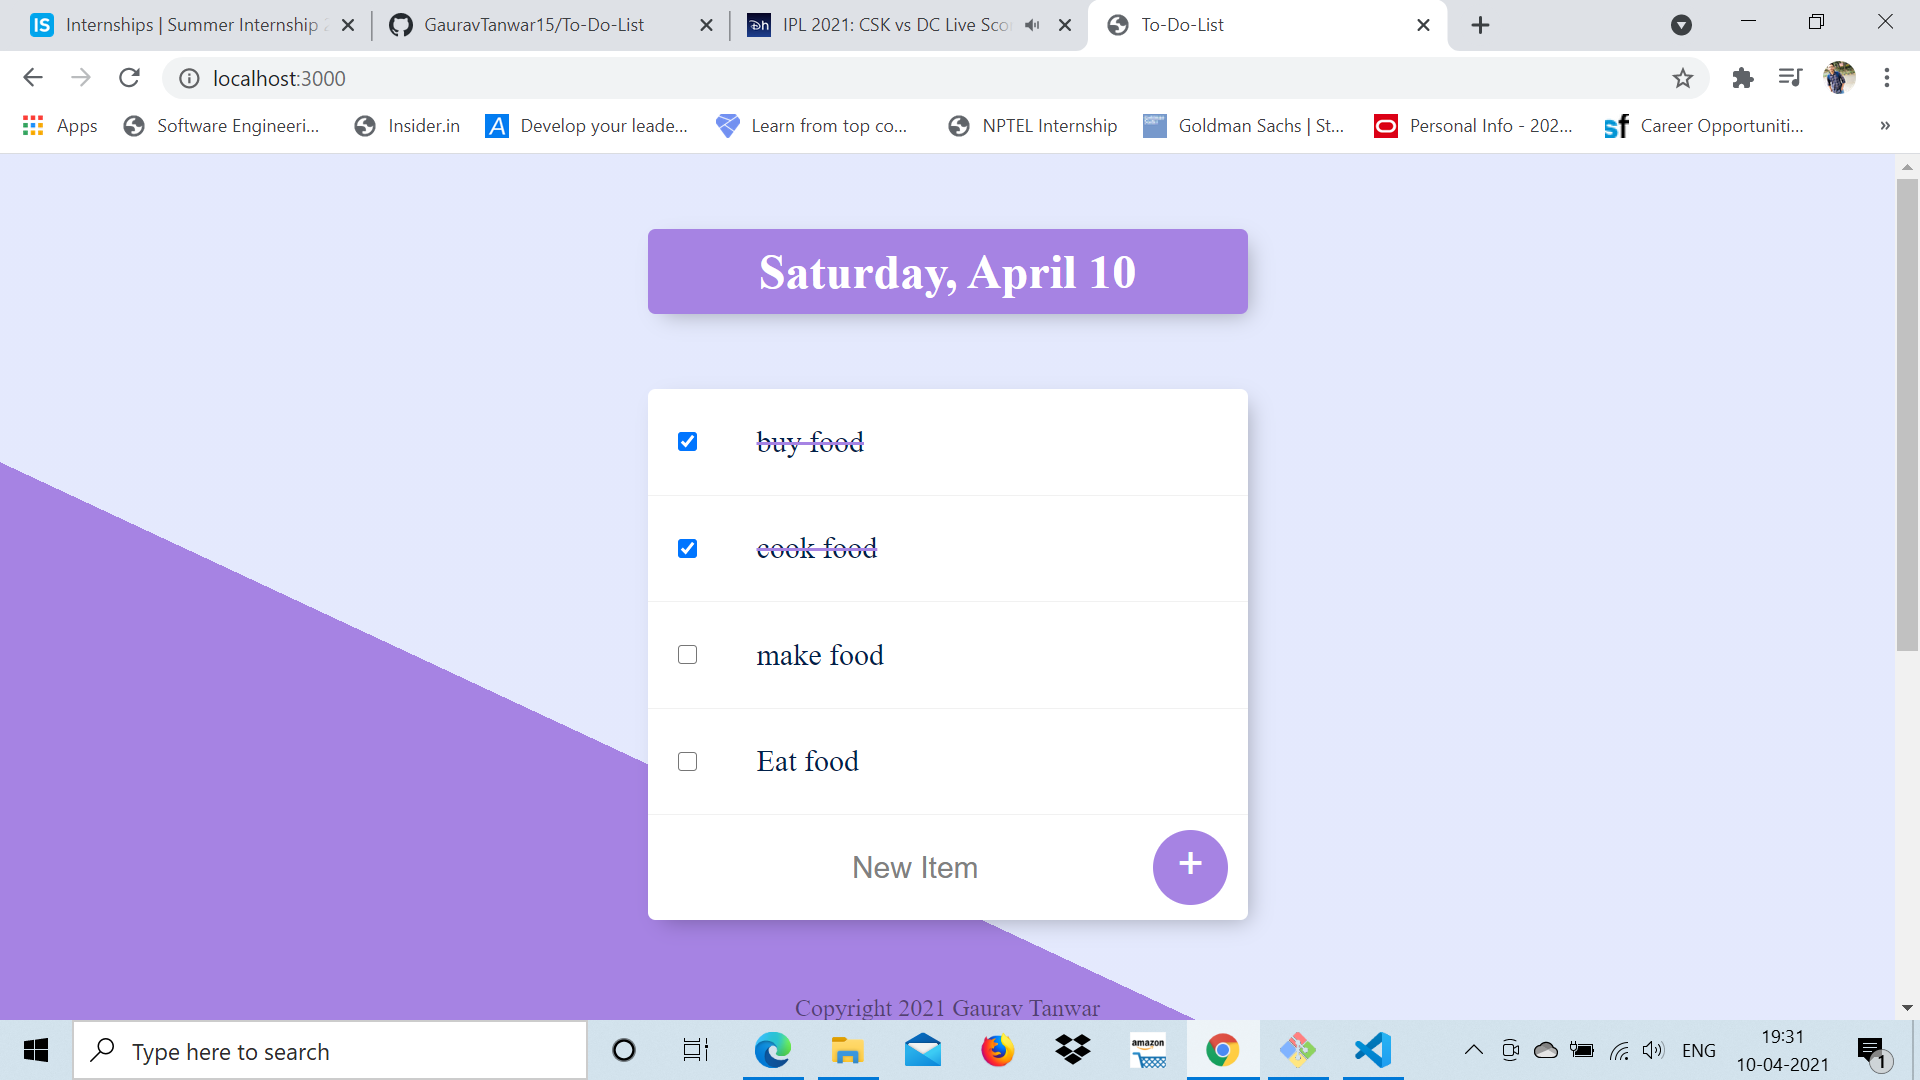 Internships | Summer Internship
GauravTanwar15/To-Do-List
IPL 2021: CSK vs DC Live Sco
To-Do-List
localhost:3000
Apps
Software Engineeri...
Insider.in
Develop your leade...
Learn from top co...
NPTEL Internship
Goldman Sachs | St...
Personal Info - 202...
Career Opportuniti...
»
Saturday, April 10
buy food
cook food
make food
Eat food
New Item
+
Copyright 2021 Gaurav Tanwar
Type here to search
amazon
ENG
19:31
10-04-2021
1